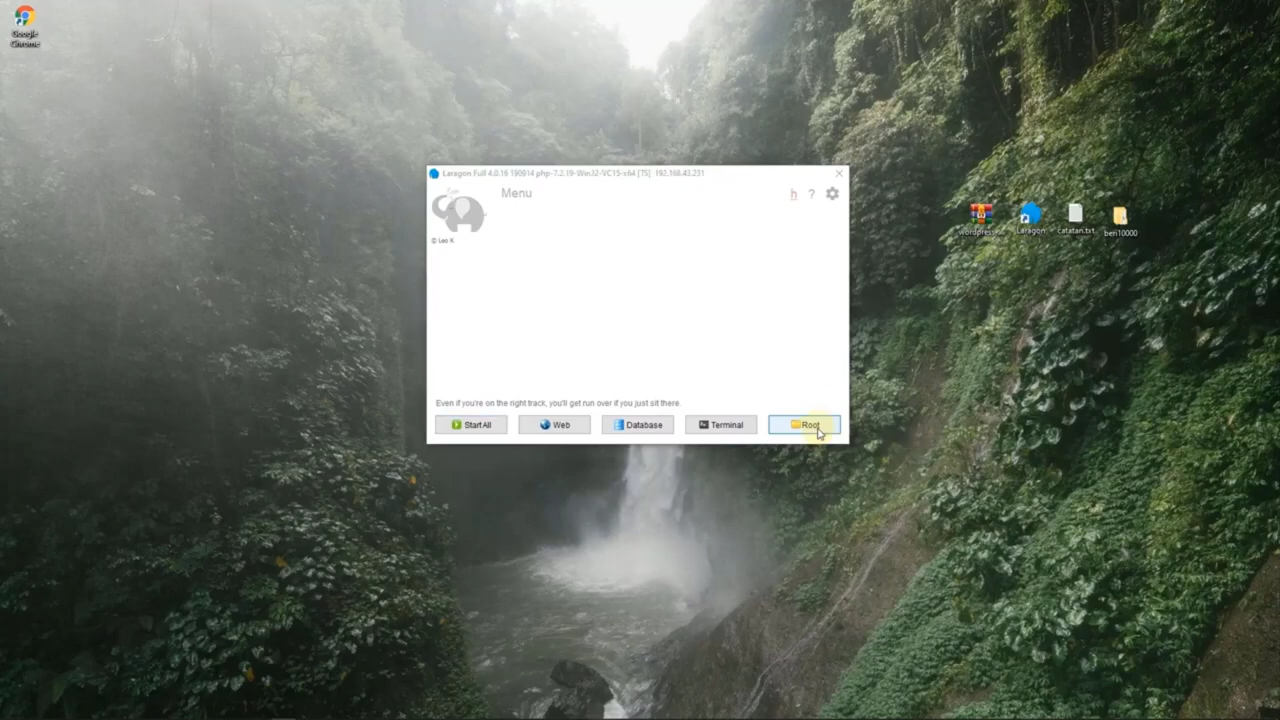 Google
Chrome
Laragon Full 4.0.16 190914 php-7.2.19-Win32-VC15-x64 [TS] 192.168.43.231
Menu
h ?
© Leo K
wordpress
Laragon
catatan.txt
ben10000
Even if you're on the right track, you'll get run over if you just sit there.
Start All
Web
Database
Terminal
Root